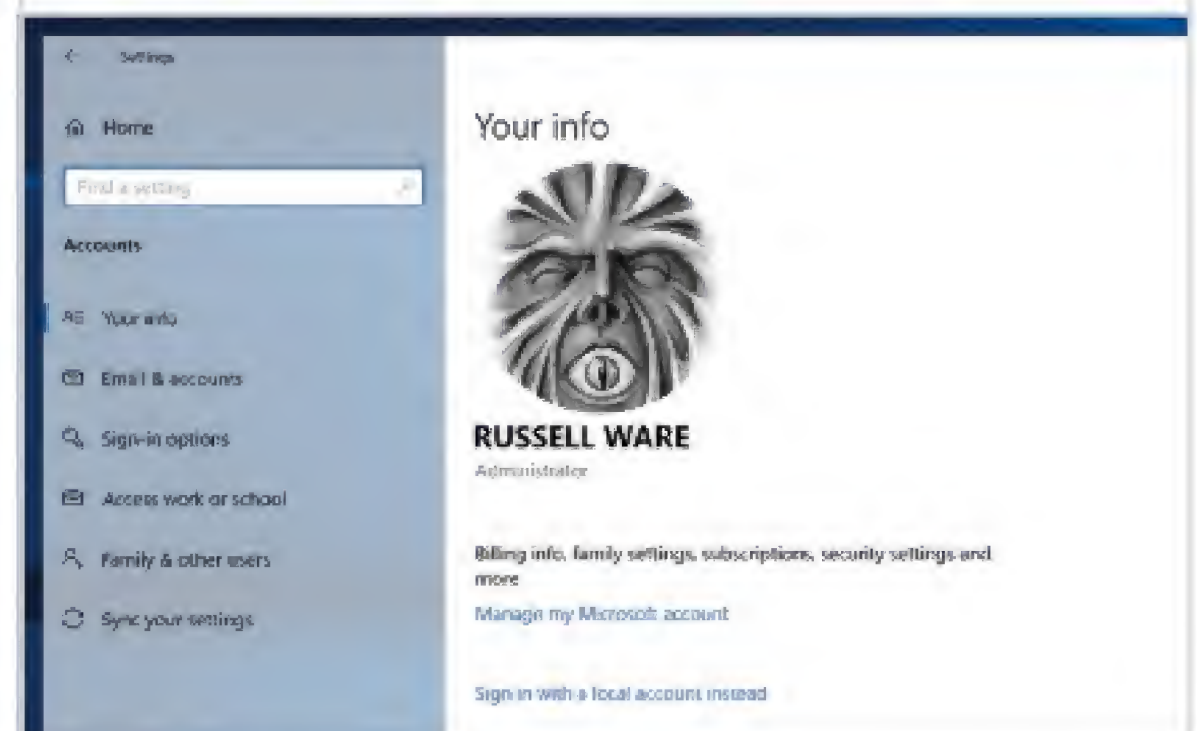 Settings
Home
Find a setting
Accounts
Your info
Email & accounts
Sign-in options
Access work or school
Family & other users
Sync your settings
Your info
RUSSELL WARE
Administrator
Billing info, family settings, subscriptions, security settings and
more
Manage my Microsoft account
Sign in with a local account instead